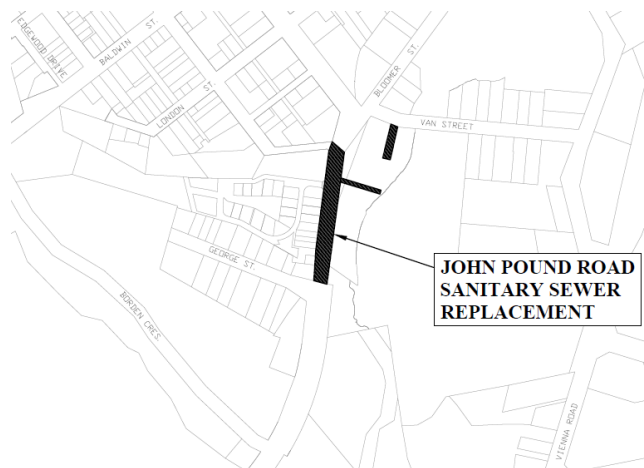 EDGEWOOD DRIVE
BALDWIN ST.
LONDON ST.
BLOOMER ST.
VAN STREET
GEORGE ST.
BORDEN CRES.
JOHN POUND ROAD
SANITARY SEWER
REPLACEMENT
VIENNA ROAD